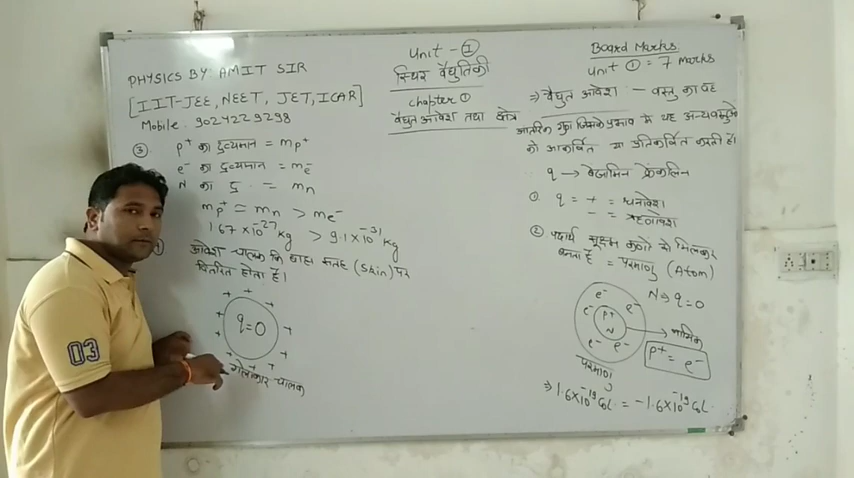 Unit - ①
स्थिर वैद्युतिकी
chapter ①
वैद्युत आवेश तथा क्षेत्र
PHYSICS BY AMIT SIR
[IIT-JEE, NEET, JET, ICAR]
Mobile. 9024229298
③ p⁺ का द्रव्यमान = mp⁺
e⁻ का द्रव्यमान = me⁻
N का द्र. = mn
mp⁺ = mn > me⁻
1.67×10⁻²⁷ kg > 9.1×10⁻³¹ kg
आवेश चालक के बाह्य सतह (Skin) पर
वितरित होता है।
q=0
गोलाकार चालक
Board Marks:
Unit ① = 7 Marks
⇒ वैद्युत आवेश – वस्तु का वह
आंतरिक गुण जिसके प्रभाव से वह अन्य वस्तुओं
को आकर्षित या प्रतिकर्षित करती है।
q → बेंजामिन फ्रेंकलिन
①. q = + = धनावेश
- = ऋणावेश
② पदार्थ सूक्ष्म कणों से मिलकर
बनता है = परमाणु (Atom)
N ⇒ q=0
e⁻
e⁻ e⁻
p⁺
N
→ नाभिक
e⁻ e⁻
p⁺ = e⁻
परमाणु
⇒ 1.6×10⁻¹⁹ CoL = -1.6×10⁻¹⁹ CoL.
03